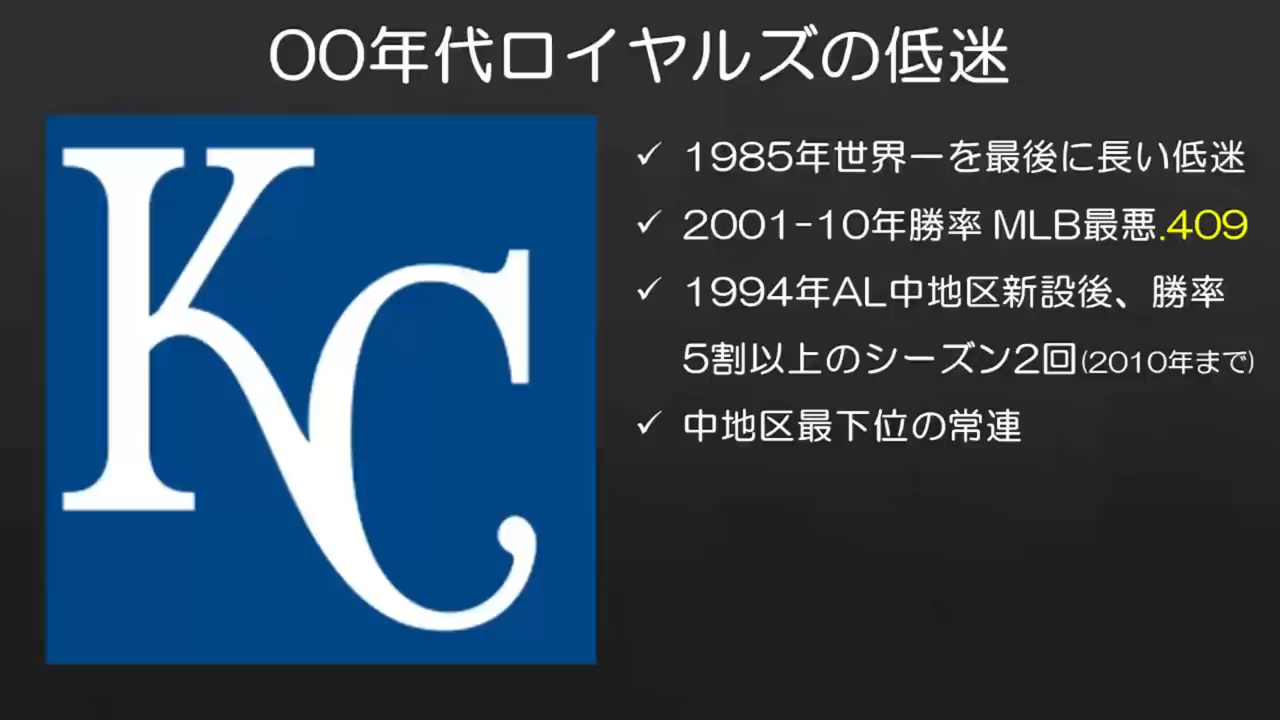 00年代ロイヤルズの低迷
KC
✓ 1985年世界一を最後に長い低迷
✓ 2001-10年勝率 MLB最悪.409
✓ 1994年AL中地区新設後、勝率
5割以上のシーズン2回(2010年まで)
✓ 中地区最下位の常連